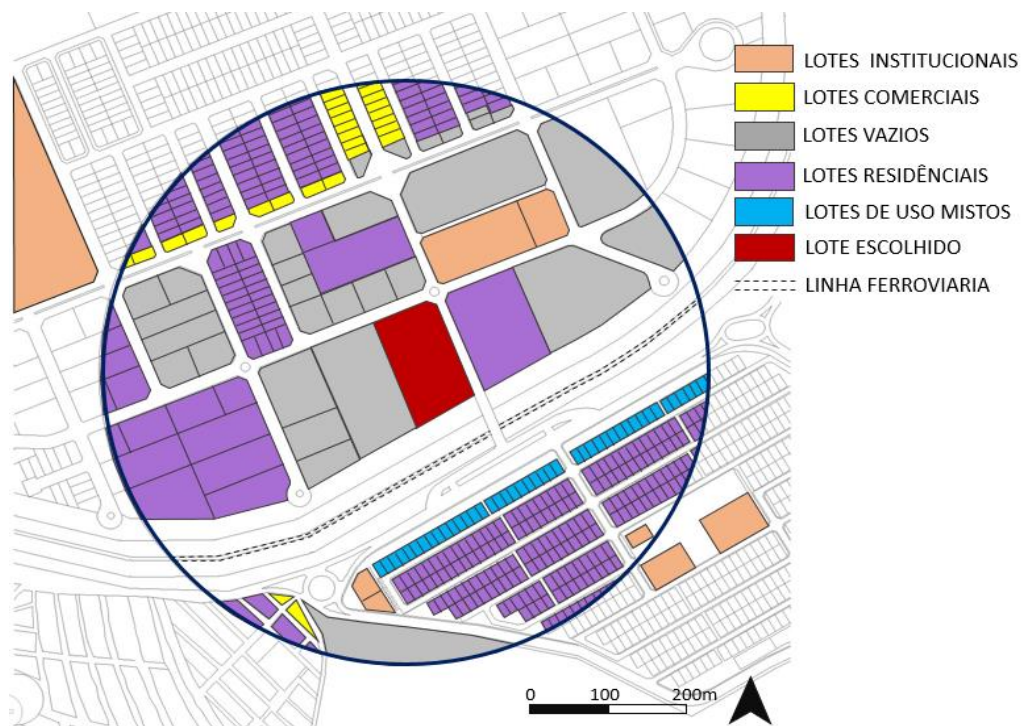 LOTES INSTITUCIONAIS
LOTES COMERCIAIS
LOTES VAZIOS
LOTES RESIDÊNCIAIS
LOTES DE USO MISTOS
LOTE ESCOLHIDO
LINHA FERROVIARIA
0 100 200m